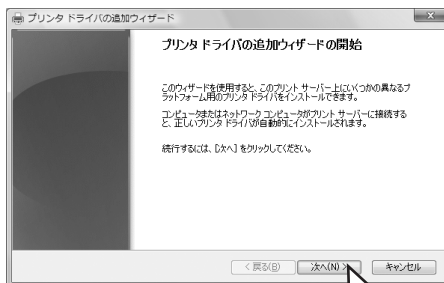 プリンタ ドライバの追加ウィザード
プリンタ ドライバの追加ウィザードの開始
このウィザードを使用すると、このプリント サーバー上にいくつかの異なるプ
ラットフォーム用のプリンタ ドライバをインストールできます。
コンピュータまたはネットワーク コンピュータがプリント サーバーに接続する
と、正しいプリンタ ドライバが自動的にインストールされます。
続行するには、[次へ] をクリックしてください。
< 戻る(B) 次へ(N) > キャンセル